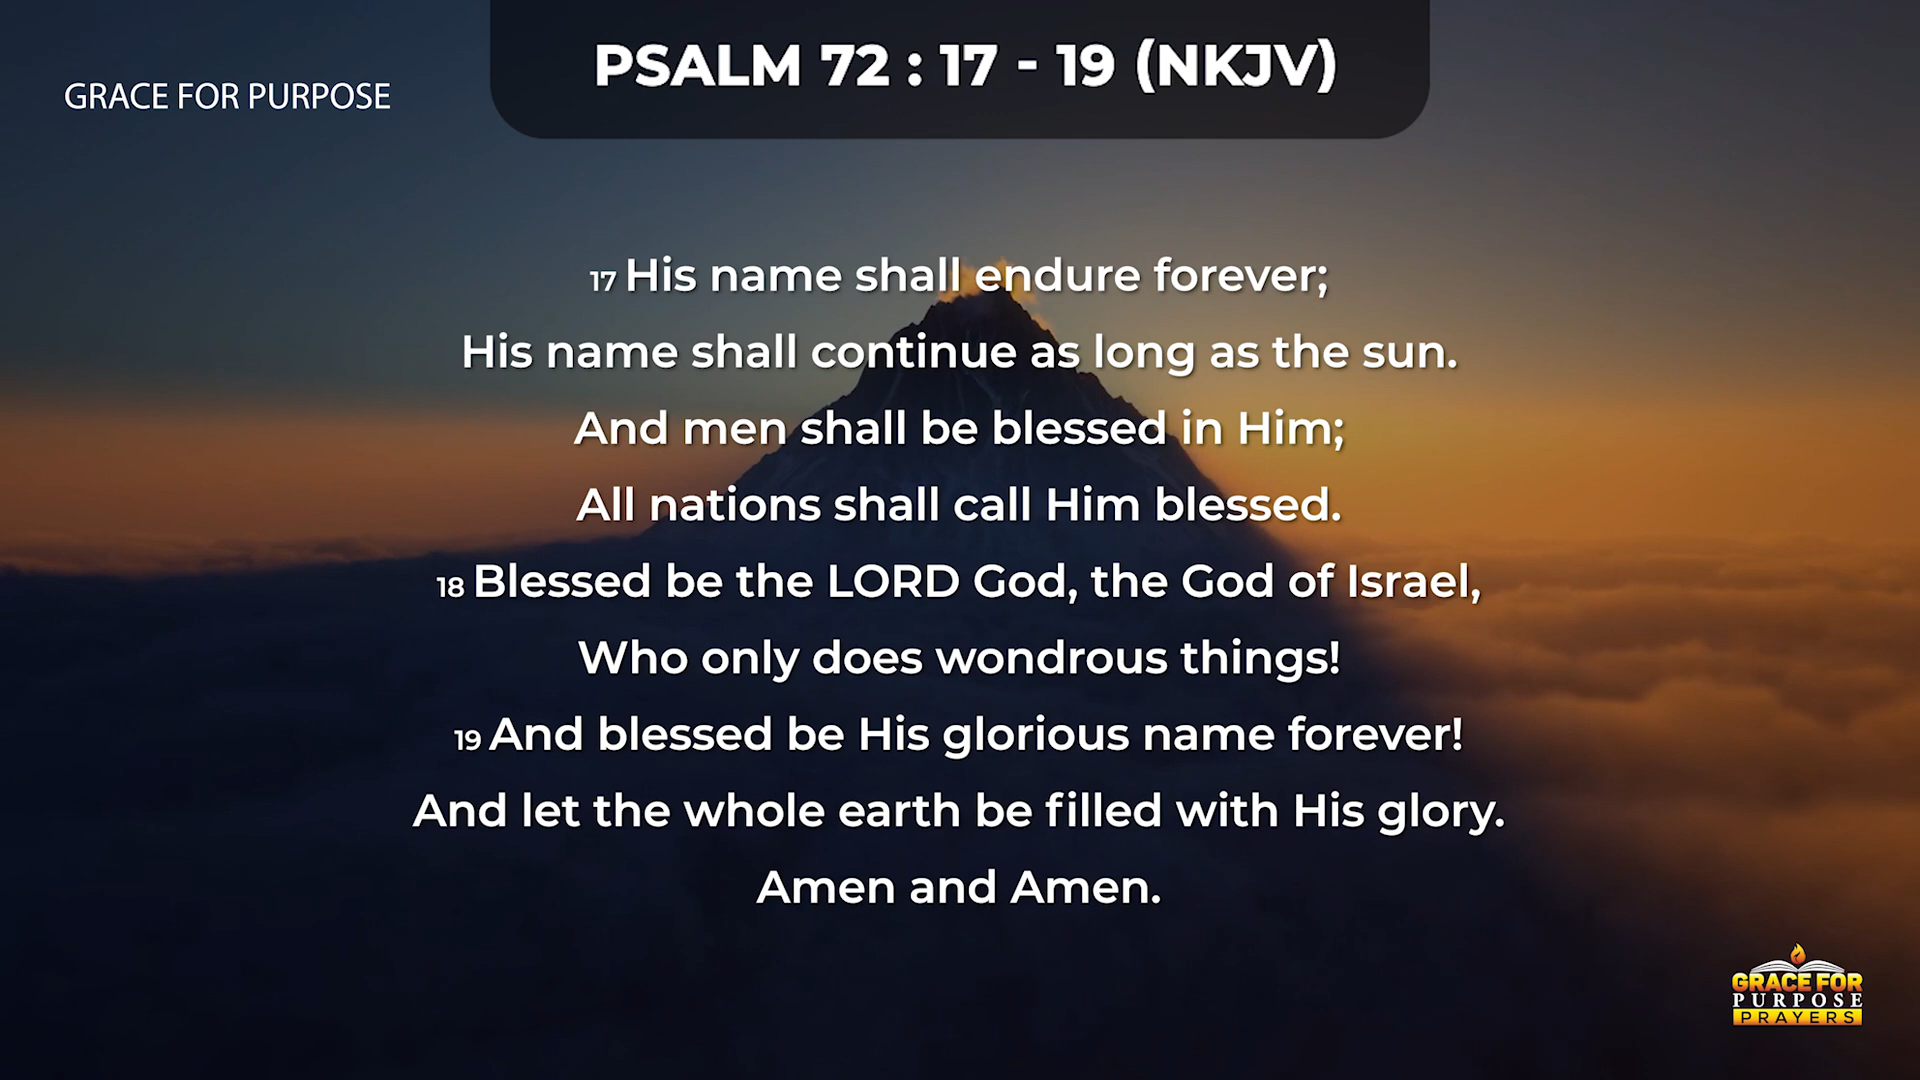 PSALM 72 : 17 - 19 (NKJV)
GRACE FOR PURPOSE
17 His name shall endure forever;
His name shall continue as long as the sun.
And men shall be blessed in Him;
All nations shall call Him blessed.
18 Blessed be the LORD God, the God of Israel,
Who only does wondrous things!
19 And blessed be His glorious name forever!
And let the whole earth be filled with His glory.
Amen and Amen.
GRACE FOR
PURPOSE
PRAYERS